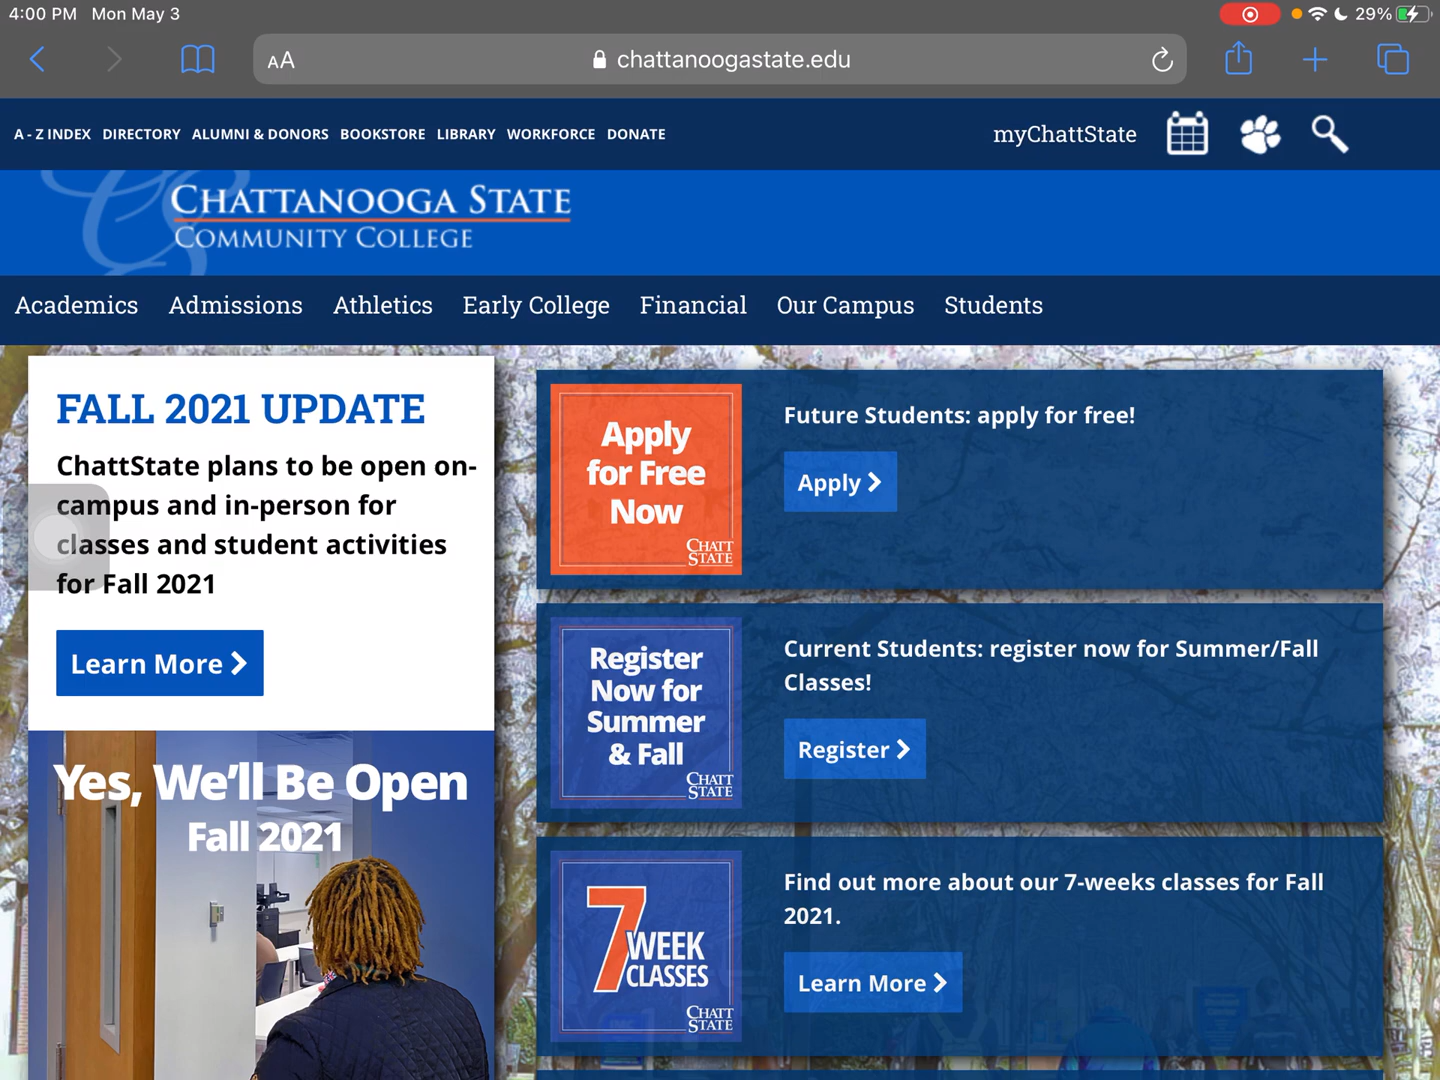 4:00 PM Mon May 3
29%
AA
chattanoogastate.edu
A - Z INDEX DIRECTORY ALUMNI & DONORS BOOKSTORE LIBRARY WORKFORCE DONATE
myChattState
CHATTANOOGA STATE
COMMUNITY COLLEGE
Academics Admissions Athletics Early College Financial Our Campus Students
FALL 2021 UPDATE
ChattState plans to be open on-
campus and in-person for
classes and student activities
for Fall 2021
Learn More
Yes, We'll Be Open
Fall 2021
Apply
for Free
Now
CHATT
STATE
Future Students: apply for free!
Apply
Register
Now for
Summer
& Fall
CHATT
STATE
Current Students: register now for Summer/Fall
Classes!
Register
7 WEEK
CLASSES
CHATT
STATE
Find out more about our 7-weeks classes for Fall
2021.
Learn More